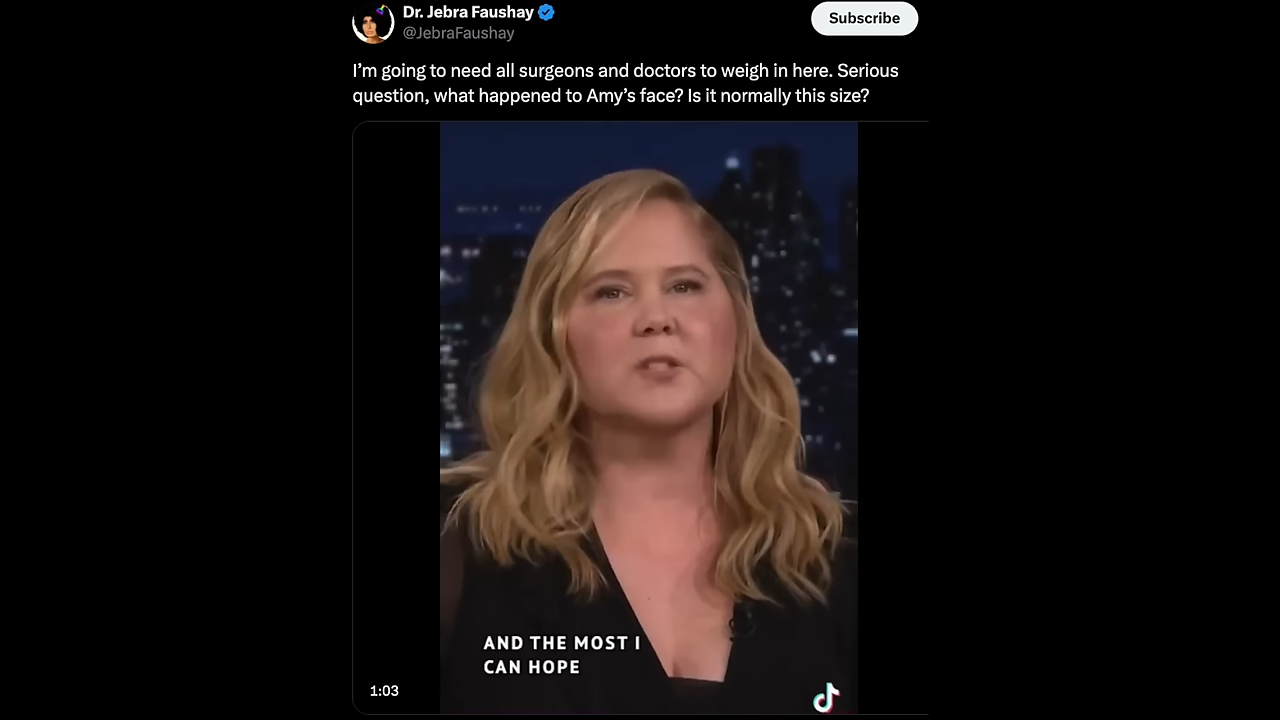 Dr. Jebra Faushay
@JebraFaushay
Subscribe
I’m going to need all surgeons and doctors to weigh in here. Serious
question, what happened to Amy’s face? Is it normally this size?
AND THE MOST I
CAN HOPE
1:03